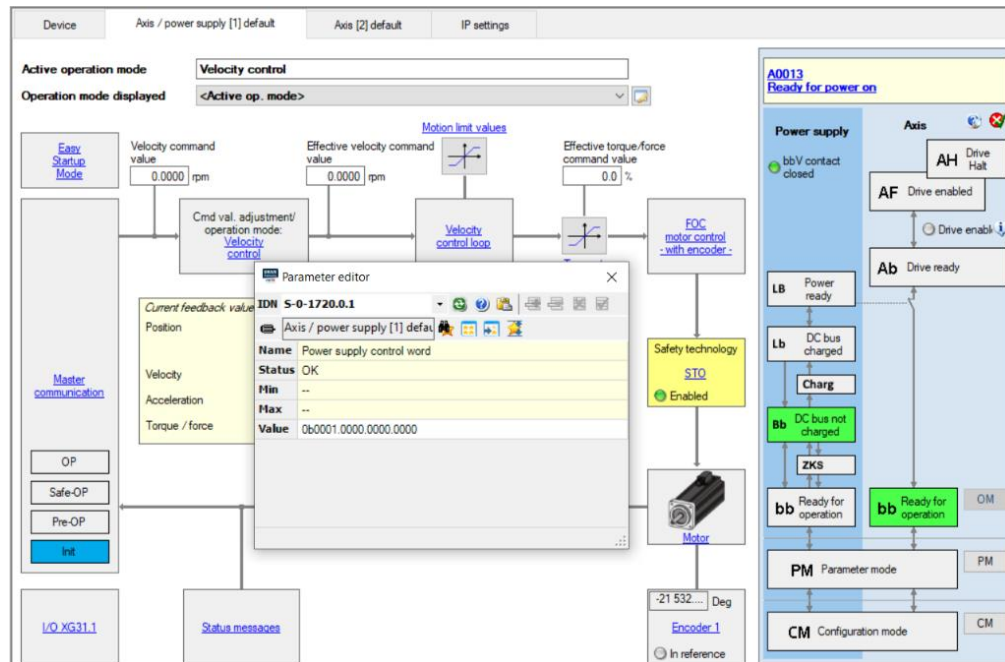 Device
Axis / power supply [1] default
Axis [2] default
IP settings
Active operation mode
Velocity control
Operation mode displayed
<Active op. mode>
Easy
Startup
Mode
Velocity command
value
0.0000 rpm
Effective velocity command
value
0.0000 rpm
Motion limit values
Effective torque/force
command value
0.0 %
Cmd val. adjustment/
operation mode:
Velocity
control
Velocity
control loop
FOC
motor control
- with encoder -
Current feedback value
Position
Velocity
Acceleration
Torque / force
Master
communication
OP
Safe-OP
Pre-OP
Init
Parameter editor
IDN S-0-1720.0.1
Axis / power supply [1] defau
Name Power supply control word
Status OK
Min --
Max --
Value 0b0001.0000.0000.0000
Safety technology
STO
Enabled
Motor
-21 532.... Deg
Encoder 1
In reference
I/O XG31.1
Status messages
A0013
Ready for power on
Power supply
bbV contact
closed
Axis
AH Drive
Halt
AF Drive enabled
Drive enabl
Ab Drive ready
LB Power
ready
Lb DC bus
charged
Charg
Bb DC bus not
charged
ZKS
bb Ready for
operation
bb Ready for
operation
OM
PM Parameter mode
PM
CM Configuration mode
CM